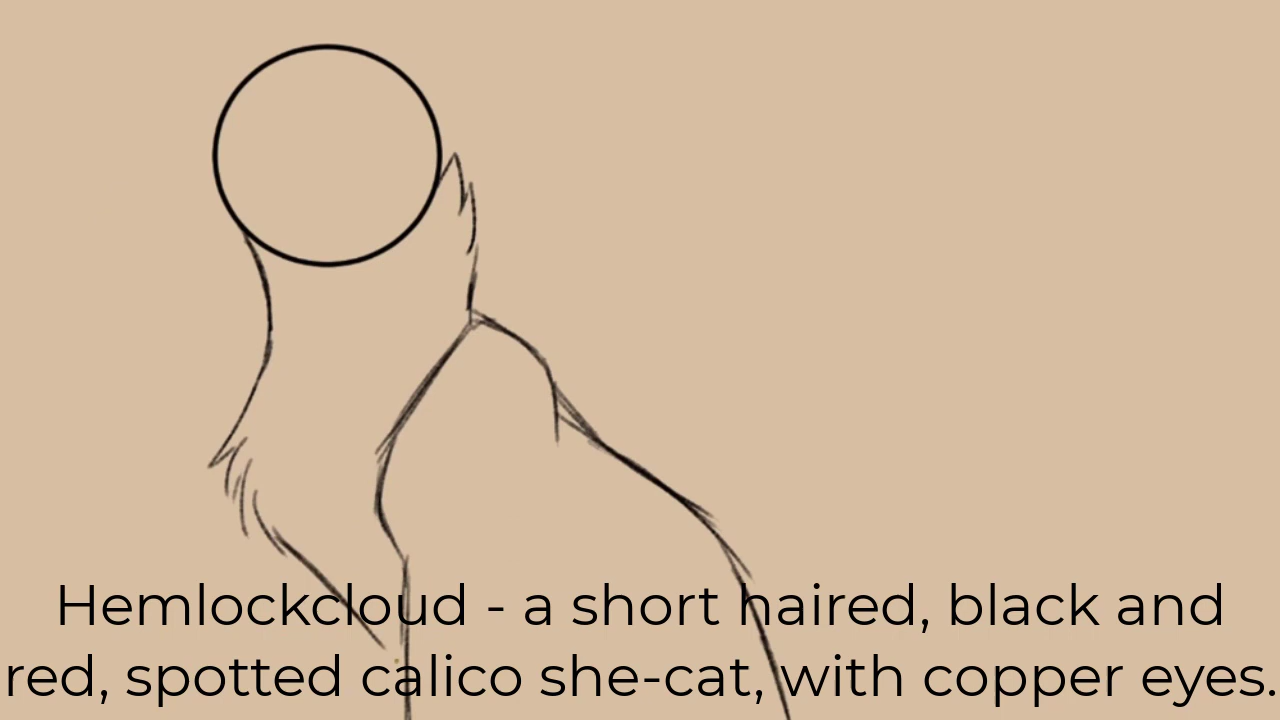 Hemlockcloud - a short haired, black and
red, spotted calico she-cat, with copper eyes.